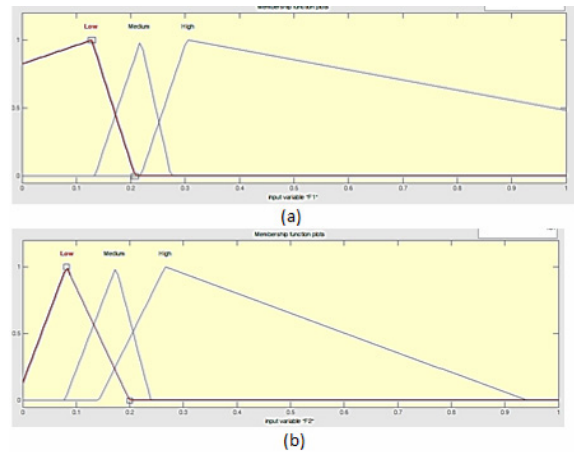 Membership function plots
Low Medium High
1
0.5
0
0 0.1 0.2 0.3 0.4 0.5 0.6 0.7 0.8 0.9 1
input variable "F1"
(a)
Membership function plots
Low Medium High
1
0.5
0
0 0.1 0.2 0.3 0.4 0.5 0.6 0.7 0.8 0.9 1
input variable "F2"
(b)